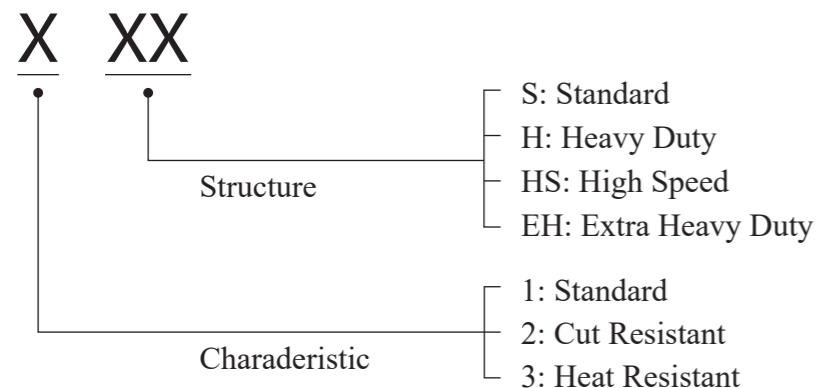 X XX
S: Standard
H: Heavy Duty
Structure
HS: High Speed
EH: Extra Heavy Duty
1: Standard
2: Cut Resistant
Charaderistic
3: Heat Resistant